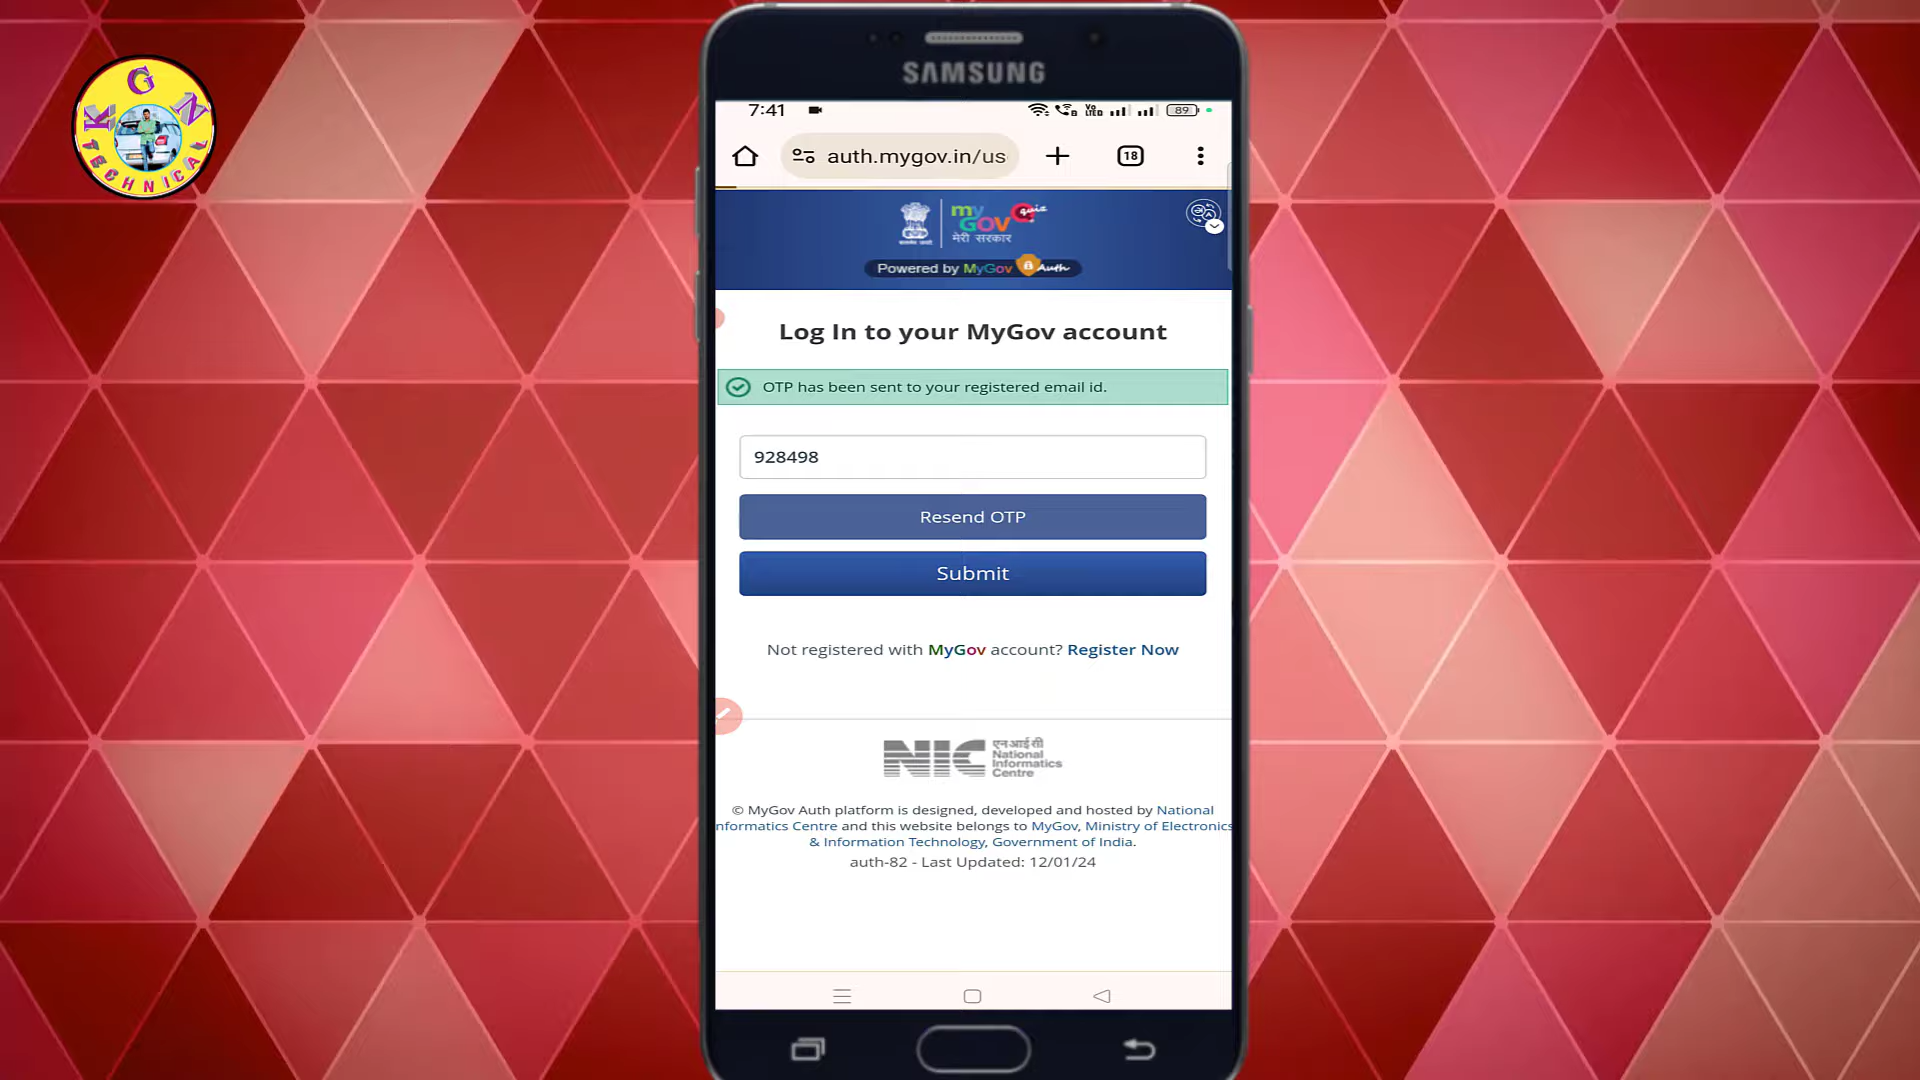 KGN
TECHNICAL
SAMSUNG
7:41
89
auth.mygov.in/us
18
my
GOV quiz
मेरी सरकार
Powered by MyGov Auth
Log In to your MyGov account
OTP has been sent to your registered email id.
928498
Resend OTP
Submit
Not registered with MyGov account? Register Now
NIC
एनआईसी
National
Informatics
Centre
© MyGov Auth platform is designed, developed and hosted by National
nformatics Centre and this website belongs to MyGov, Ministry of Electronics
& Information Technology, Government of India.
auth-82 - Last Updated: 12/01/24